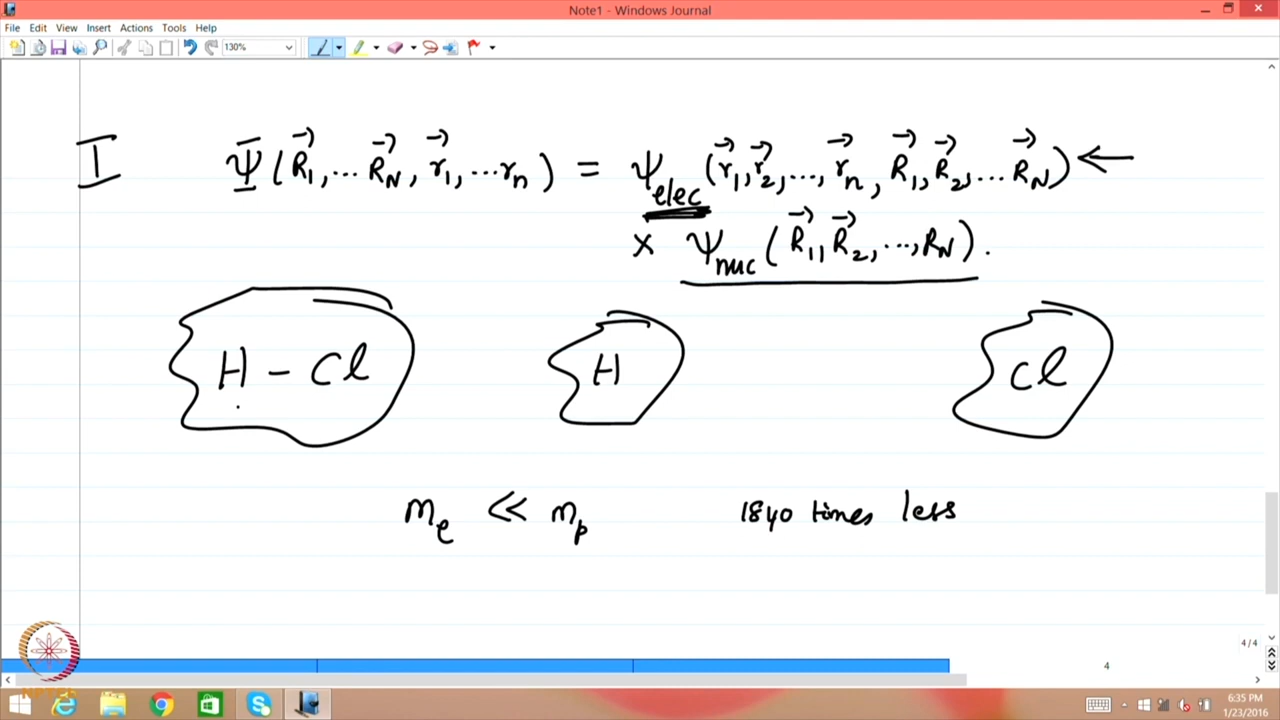 Note1 - Windows Journal
File Edit View Insert Actions Tools Help
130%
I Ψ(R⃗1,... R⃗N, r⃗1,...rn) = ψelec (r⃗1,r⃗2,..., r⃗n, R⃗1,R⃗2,... R⃗N) ←
× ψnuc (R⃗1,R⃗2,...,RN).
H - Cl H Cl
me << mp 1840 times less
4/4
4
NPTEL
6:35 PM
1/23/2016